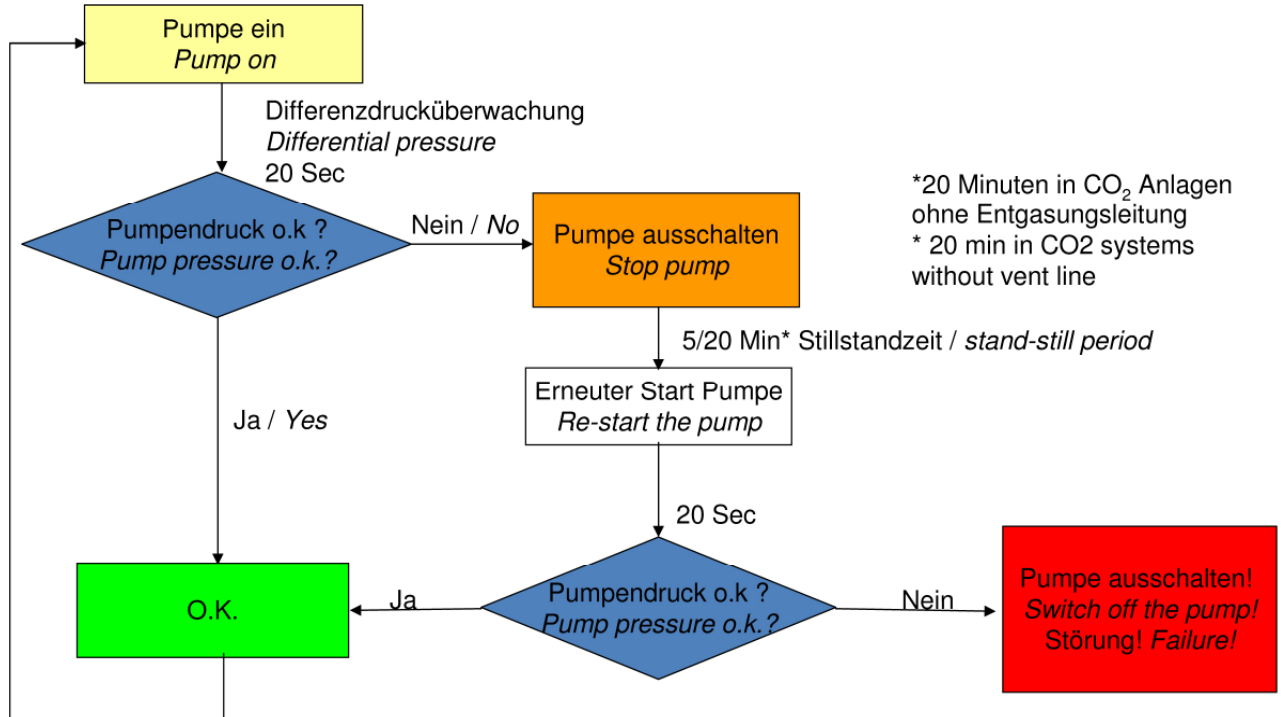 Pumpe ein
Pump on
Differenzdrucküberwachung
Differential pressure
20 Sec
Pumpendruck o.k ?
Pump pressure o.k.?
Nein / No
Pumpe ausschalten
Stop pump
*20 Minuten in CO₂ Anlagen
ohne Entgasungsleitung
* 20 min in CO2 systems
without vent line
5/20 Min* Stillstandzeit / stand-still period
Erneuter Start Pumpe
Re-start the pump
Ja / Yes
20 Sec
O.K.
Ja
Pumpendruck o.k ?
Pump pressure o.k.?
Nein
Pumpe ausschalten!
Switch off the pump!
Störung! Failure!